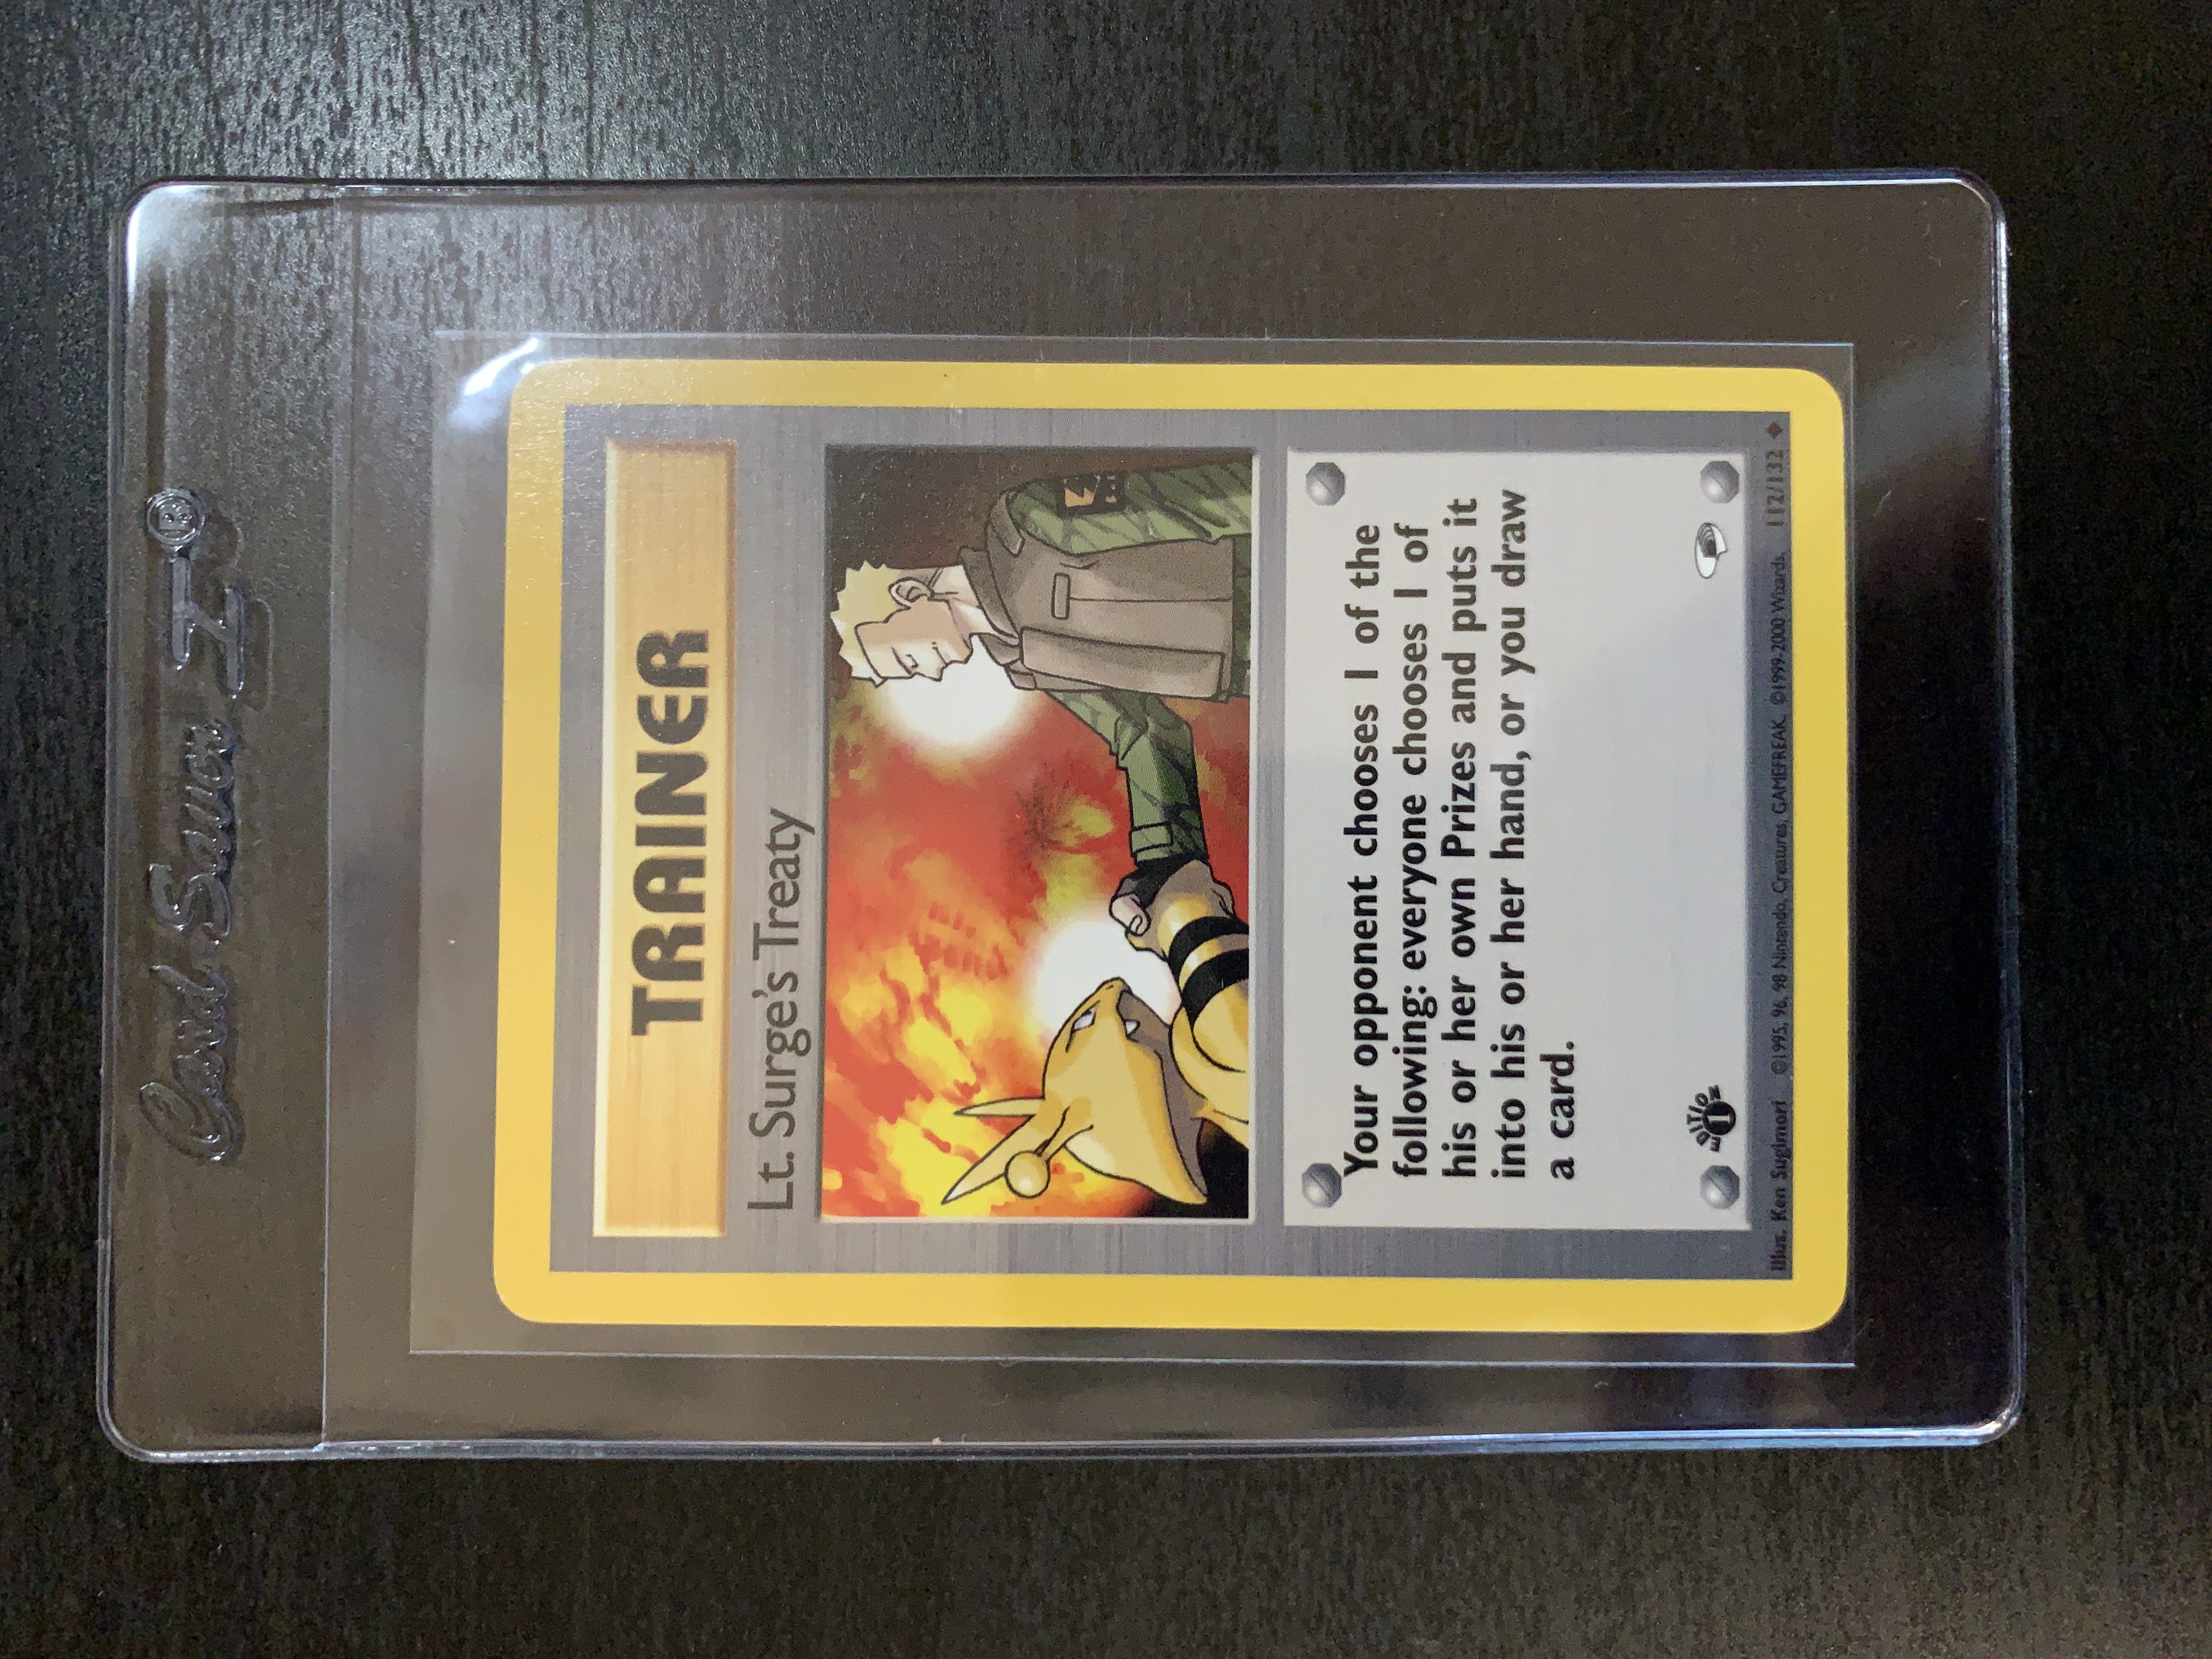 Card Saver I®
TRAINER
Lt. Surge's Treaty
Your opponent chooses 1 of the
following: everyone chooses 1 of
his or her own Prizes and puts it
into his or her hand, or you draw
a card.
EDITION
1
Illus. Ken Sugimori ©1995, 96, 98 Nintendo, Creatures, GAMEFREAK. ©1999-2000 Wizards. 112/132 ◆